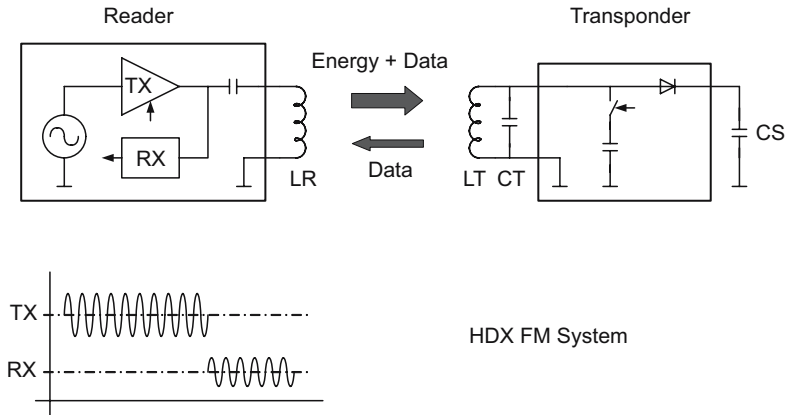 Reader
Transponder
TX
RX
Energy + Data
Data
LR
LT
CT
CS
TX
RX
HDX FM System